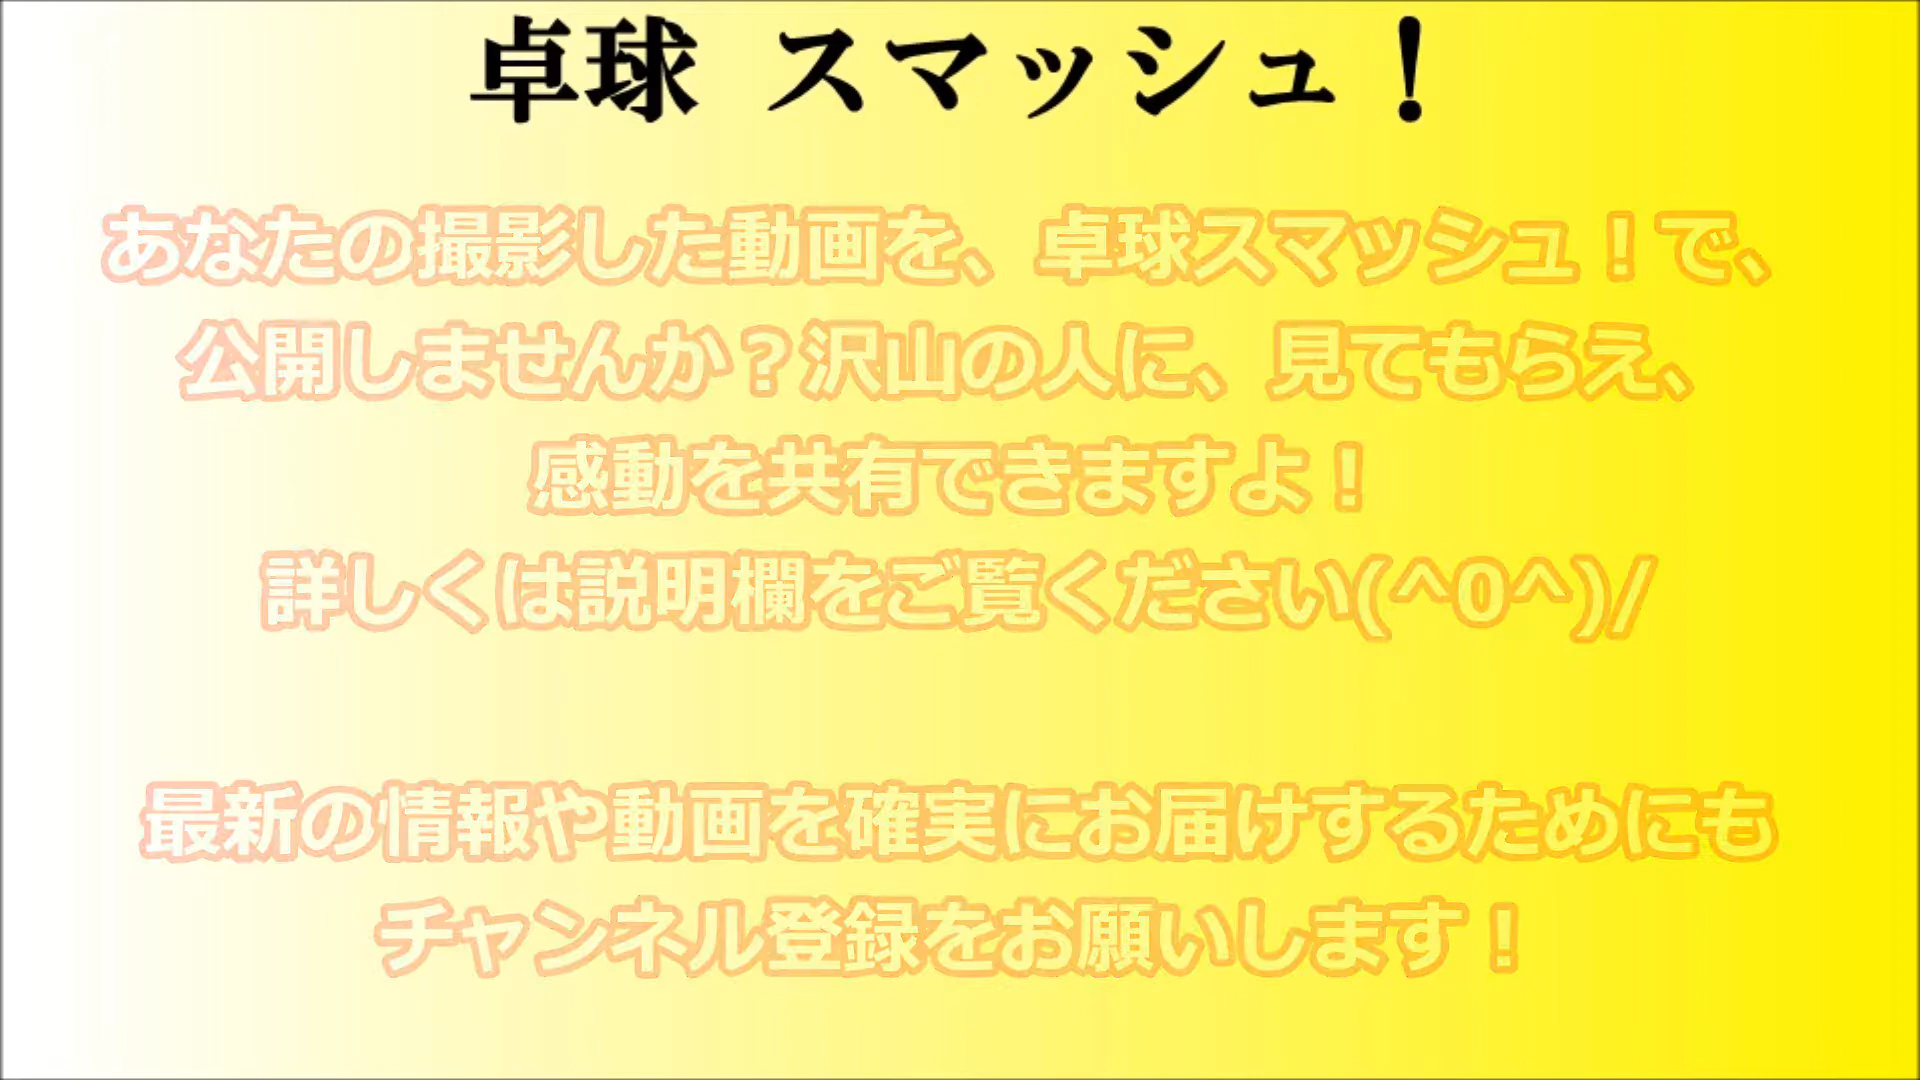 卓球 スマッシュ！
あなたの撮影した動画を、卓球スマッシュ！で、
公開しませんか？沢山の人に、見てもらえ、
感動を共有できますよ！
詳しくは説明欄をご覧ください(^0^)/
最新の情報や動画を確実にお届けするためにも
チャンネル登録をお願いします！